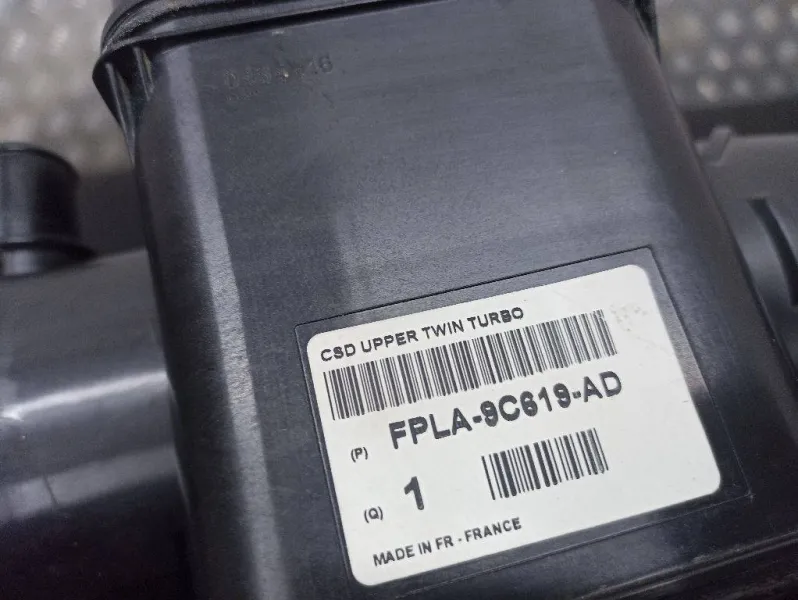 CSD UPPER TWIN TURBO
(P) FPLA-9C619-AD
(Q) 1
MADE IN FR - FRANCE